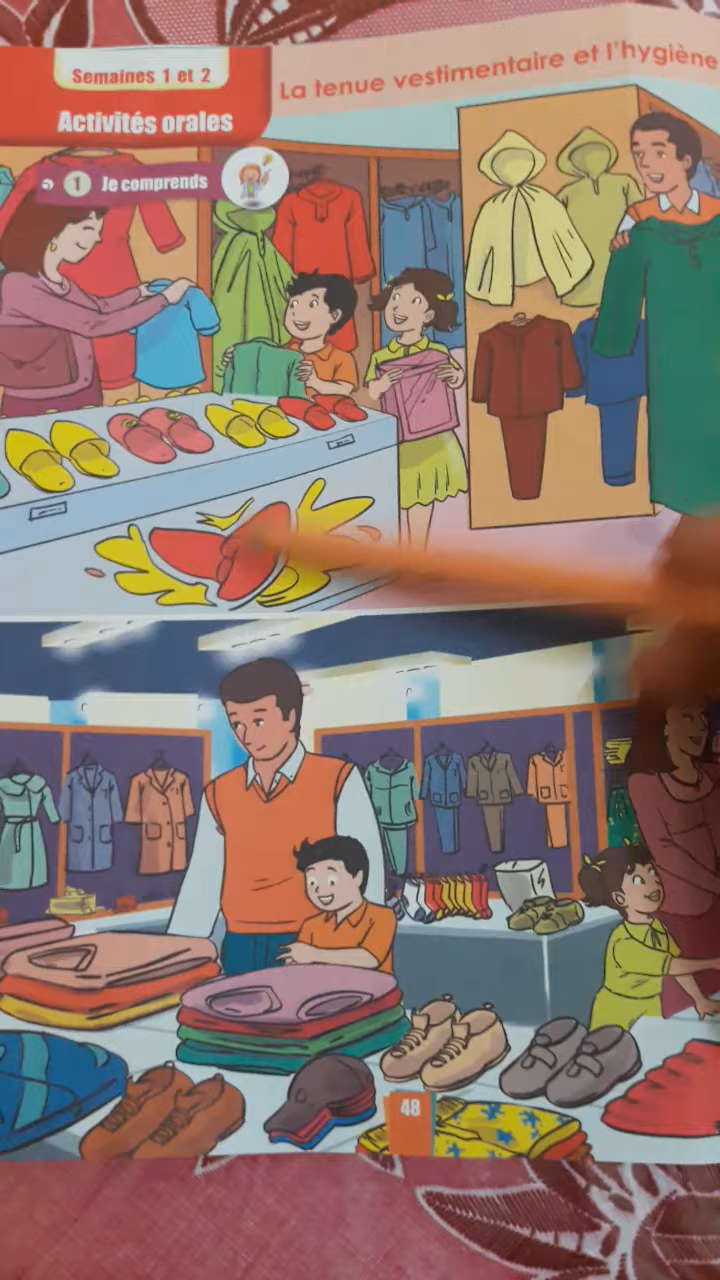 Semaines 1 et 2
La tenue vestimentaire et l'hygiène
Activités orales
1 Je comprends
48